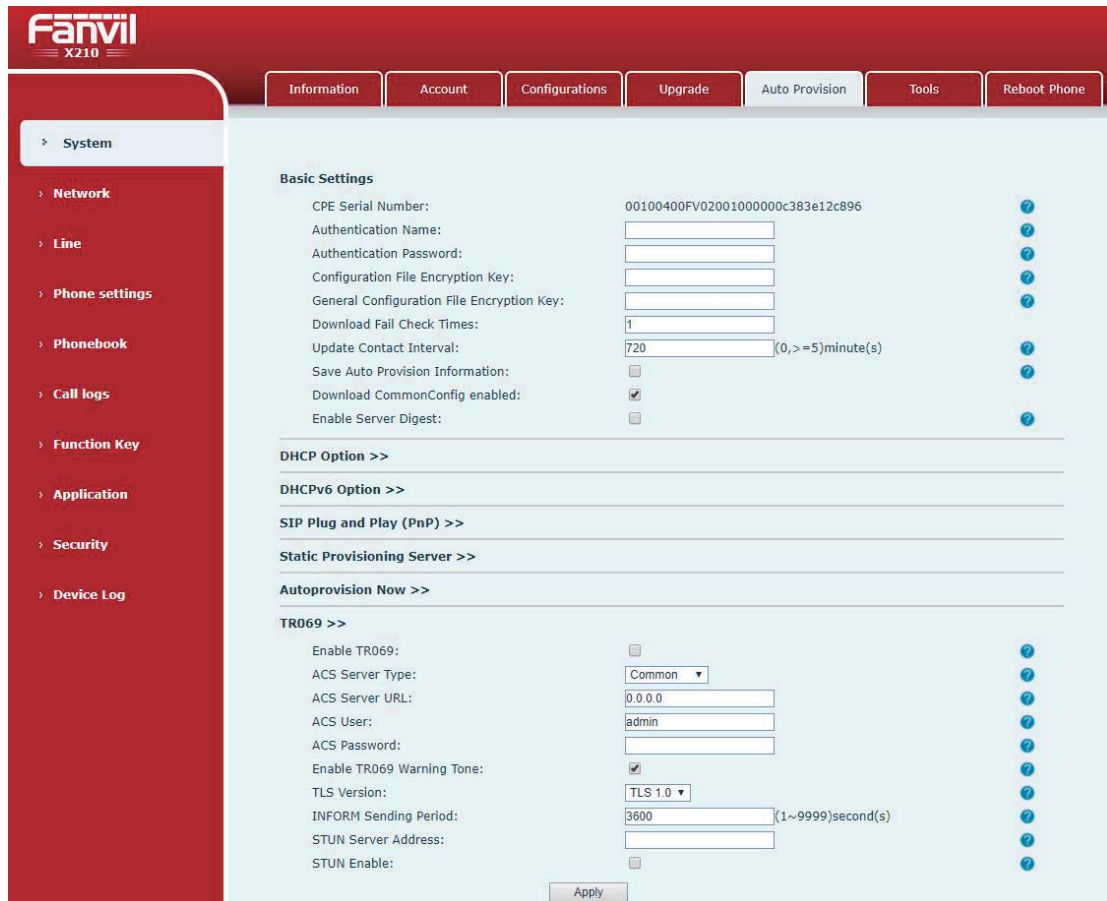 Fanvil
X210
Information Account Configurations Upgrade Auto Provision Tools Reboot Phone
› System
› Network
› Line
› Phone settings
› Phonebook
› Call logs
› Function Key
› Application
› Security
› Device Log
Basic Settings
CPE Serial Number: 00100400FV02001000000c383e12c896
Authentication Name:
Authentication Password:
Configuration File Encryption Key:
General Configuration File Encryption Key:
Download Fail Check Times: 1
Update Contact Interval: 720 (0,>=5)minute(s)
Save Auto Provision Information:
Download CommonConfig enabled:
Enable Server Digest:
DHCP Option >>
DHCPv6 Option >>
SIP Plug and Play (PnP) >>
Static Provisioning Server >>
Autoprovision Now >>
TR069 >>
Enable TR069:
ACS Server Type: Common
ACS Server URL: 0.0.0.0
ACS User: admin
ACS Password:
Enable TR069 Warning Tone:
TLS Version: TLS 1.0
INFORM Sending Period: 3600 (1~9999)second(s)
STUN Server Address:
STUN Enable:
Apply